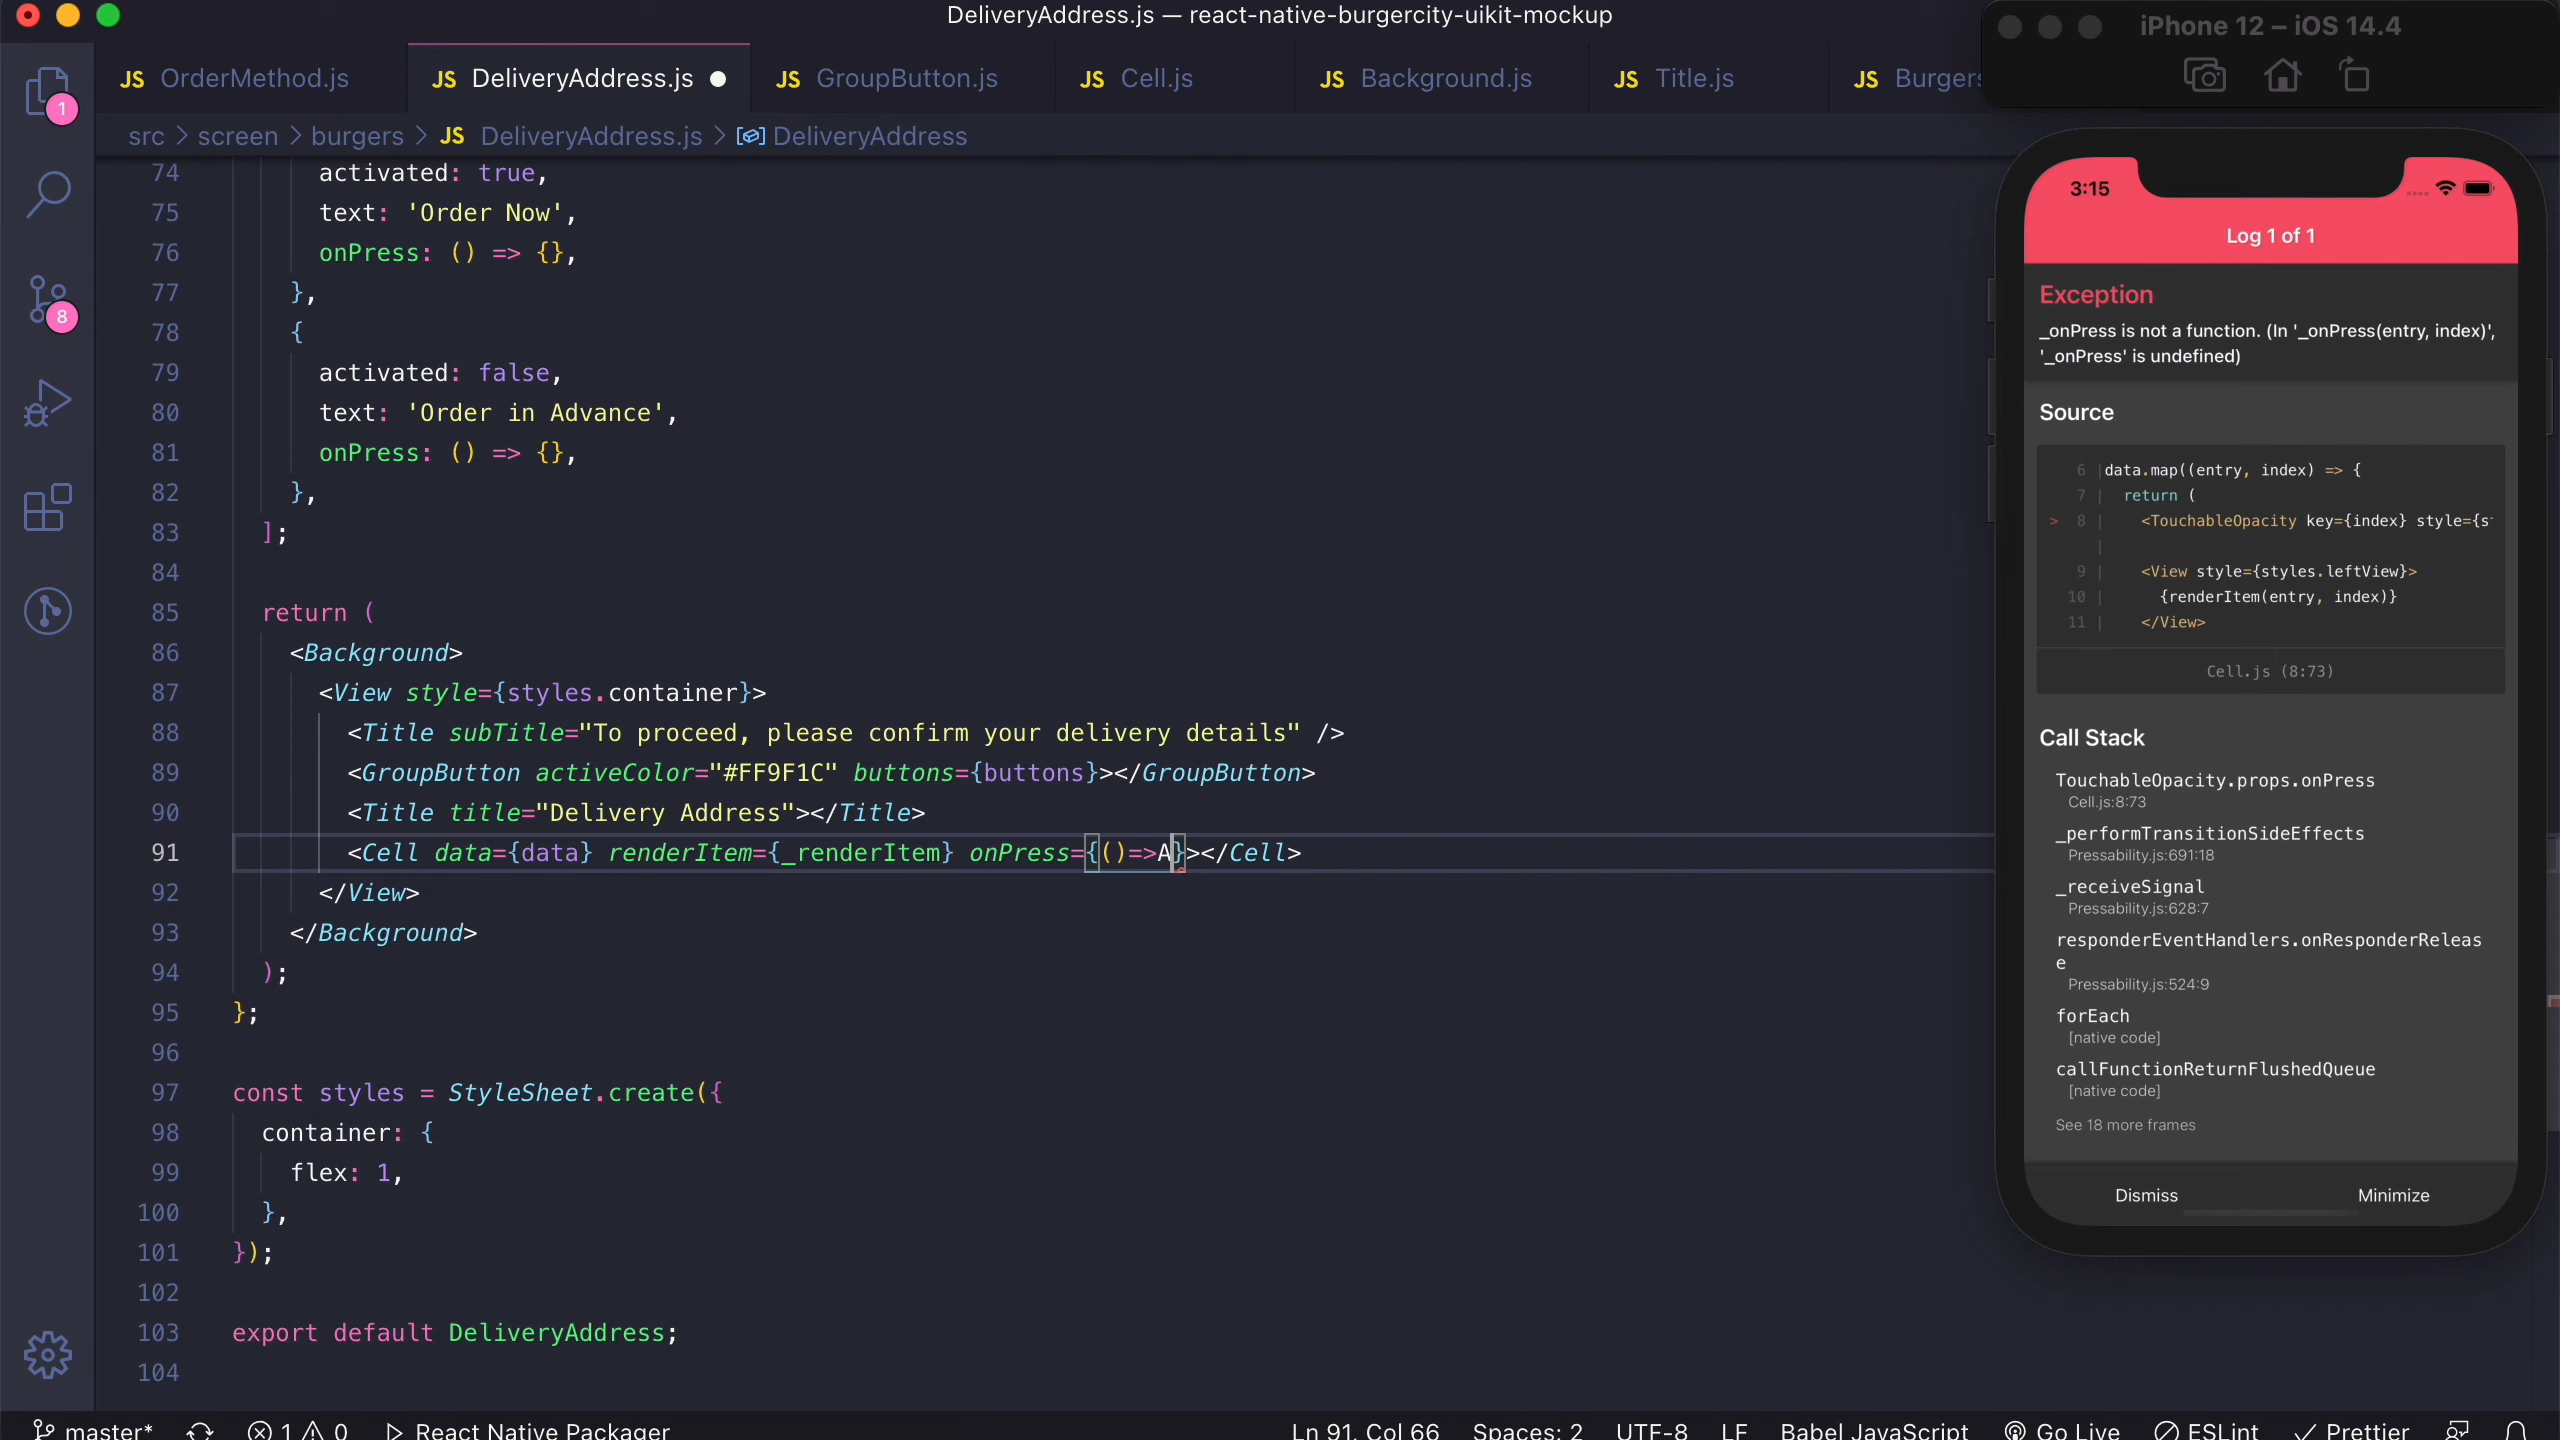 DeliveryAddress.js — react-native-burgercity-uikit-mockup
JS OrderMethod.js
JS DeliveryAddress.js
JS GroupButton.js
JS Cell.js
JS Background.js
JS Title.js
JS Burgers
src > screen > burgers > JS DeliveryAddress.js > DeliveryAddress
1
8
74 activated: true,
75 text: 'Order Now',
76 onPress: () => {},
77 },
78 {
79 activated: false,
80 text: 'Order in Advance',
81 onPress: () => {},
82 },
83 ];
84
85 return (
86 <Background>
87 <View style={styles.container}>
88 <Title subTitle="To proceed, please confirm your delivery details" />
89 <GroupButton activeColor="#FF9F1C" buttons={buttons}></GroupButton>
90 <Title title="Delivery Address"></Title>
91 <Cell data={data} renderItem={_renderItem} onPress={()=>A}></Cell>
92 </View>
93 </Background>
94 );
95 };
96
97 const styles = StyleSheet.create({
98 container: {
99 flex: 1,
100 },
101 });
102
103 export default DeliveryAddress;
104
master* 1 0 React Native Packager
Ln 91, Col 66 Spaces: 2 UTF-8 LF Babel JavaScript Go Live ESLint Prettier
iPhone 12 – iOS 14.4
3:15
Log 1 of 1
Exception
_onPress is not a function. (In '_onPress(entry, index)',
'_onPress' is undefined)
Source
6 |data.map((entry, index) => {
7 | return (
> 8 | <TouchableOpacity key={index} style={s
|
9 | <View style={styles.leftView}>
10 | {renderItem(entry, index)}
11 | </View>
Cell.js (8:73)
Call Stack
TouchableOpacity.props.onPress
Cell.js:8:73
_performTransitionSideEffects
Pressability.js:691:18
_receiveSignal
Pressability.js:628:7
responderEventHandlers.onResponderReleas
e
Pressability.js:524:9
forEach
[native code]
callFunctionReturnFlushedQueue
[native code]
See 18 more frames
Dismiss
Minimize